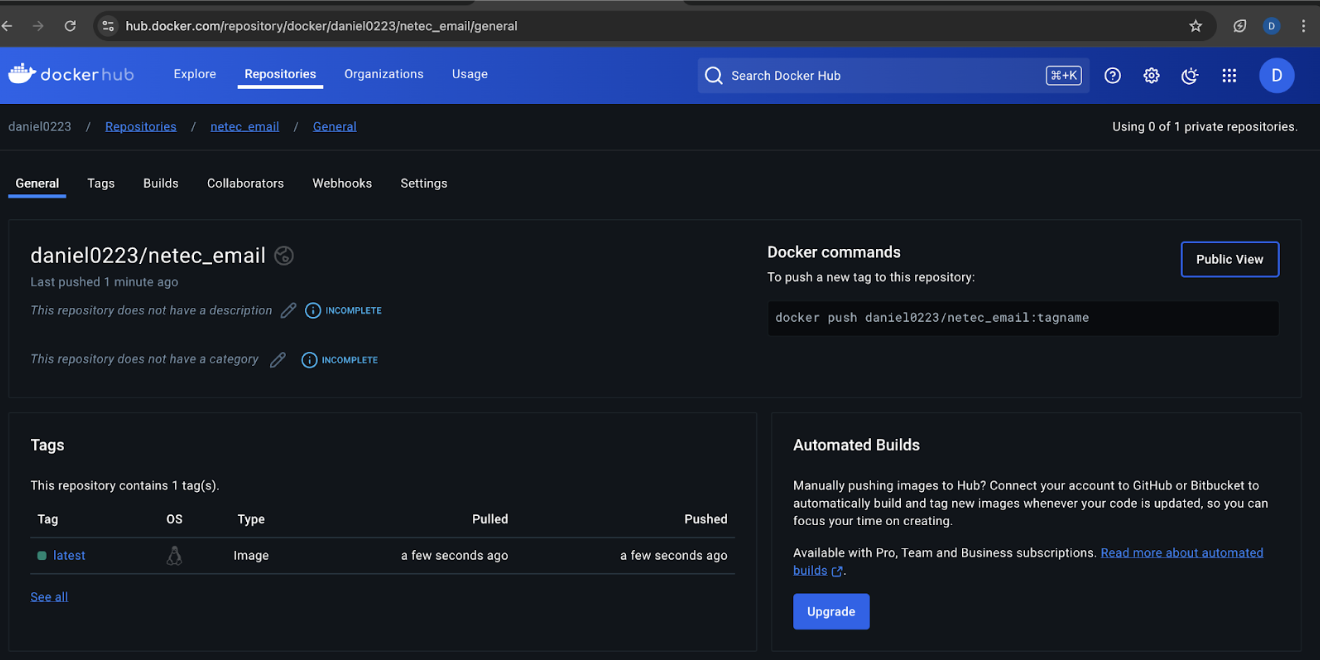 hub.docker.com/repository/docker/daniel0223/netec_email/general
D
dockerhub
Explore Repositories Organizations Usage
Search Docker Hub
⌘+K
D
daniel0223 / Repositories / netec_email / General
Using 0 of 1 private repositories.
General Tags Builds Collaborators Webhooks Settings
daniel0223/netec_email
Last pushed 1 minute ago
This repository does not have a description
INCOMPLETE
This repository does not have a category
INCOMPLETE
Docker commands
Public View
To push a new tag to this repository:
docker push daniel0223/netec_email:tagname
Tags
This repository contains 1 tag(s).
Tag OS Type Pulled Pushed
latest Image a few seconds ago a few seconds ago
See all
Automated Builds
Manually pushing images to Hub? Connect your account to GitHub or Bitbucket to
automatically build and tag new images whenever your code is updated, so you can
focus your time on creating.
Available with Pro, Team and Business subscriptions. Read more about automated
builds.
Upgrade